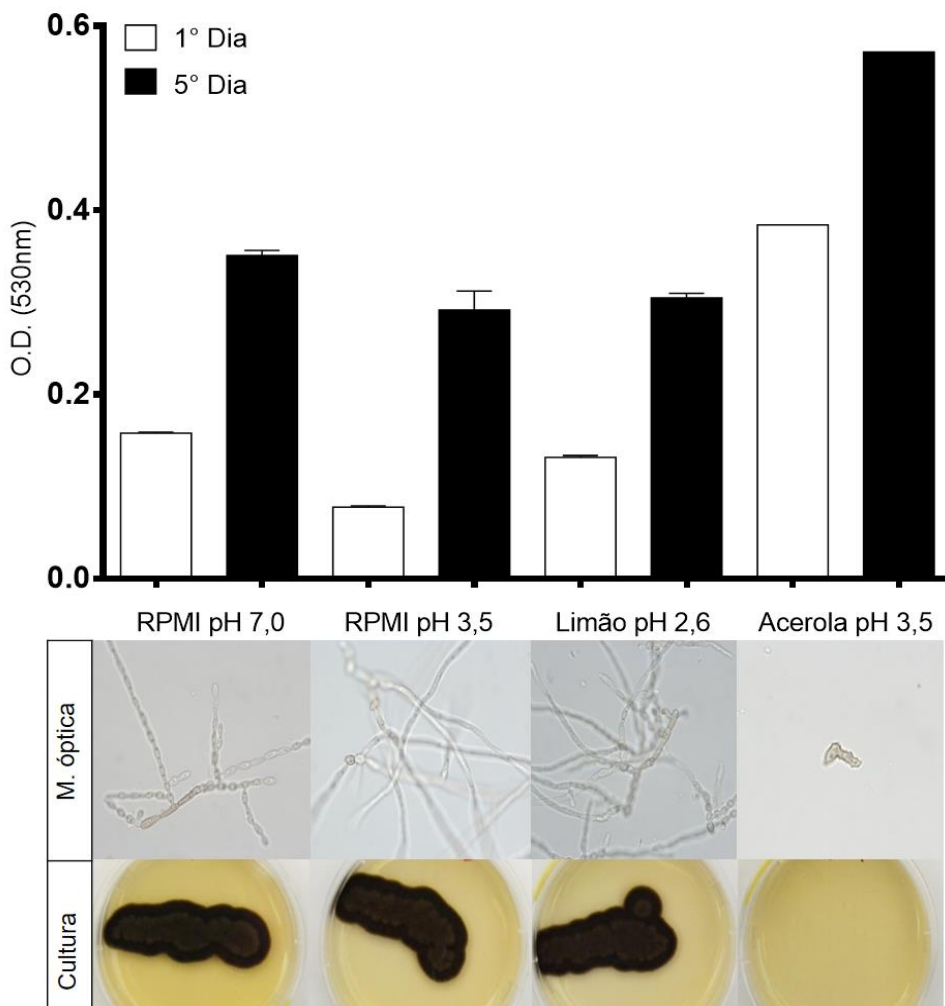 0.6
1° Dia
5° Dia
0.4
O.D. (530nm)
0.2
0.0
RPMI pH 7,0
RPMI pH 3,5
Limão pH 2,6
Acerola pH 3,5
M. óptica
Cultura